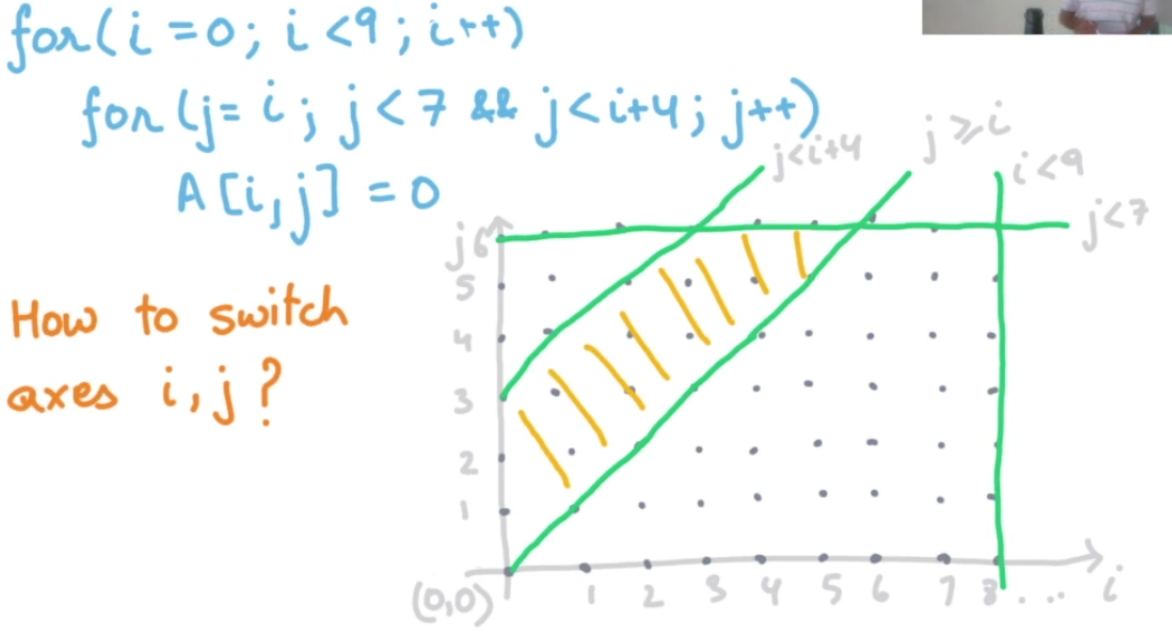 for(i=0; i<9; i++)
for(j=i; j<7 && j<i+4; j++)
A[i,j] = 0
How to switch
axes i,j?
j<i+4
j⩾i
i<9
j<7
j 6
5
4
3
2
1
(0,0)
1 2 3 4 5 6 7 8 ... i